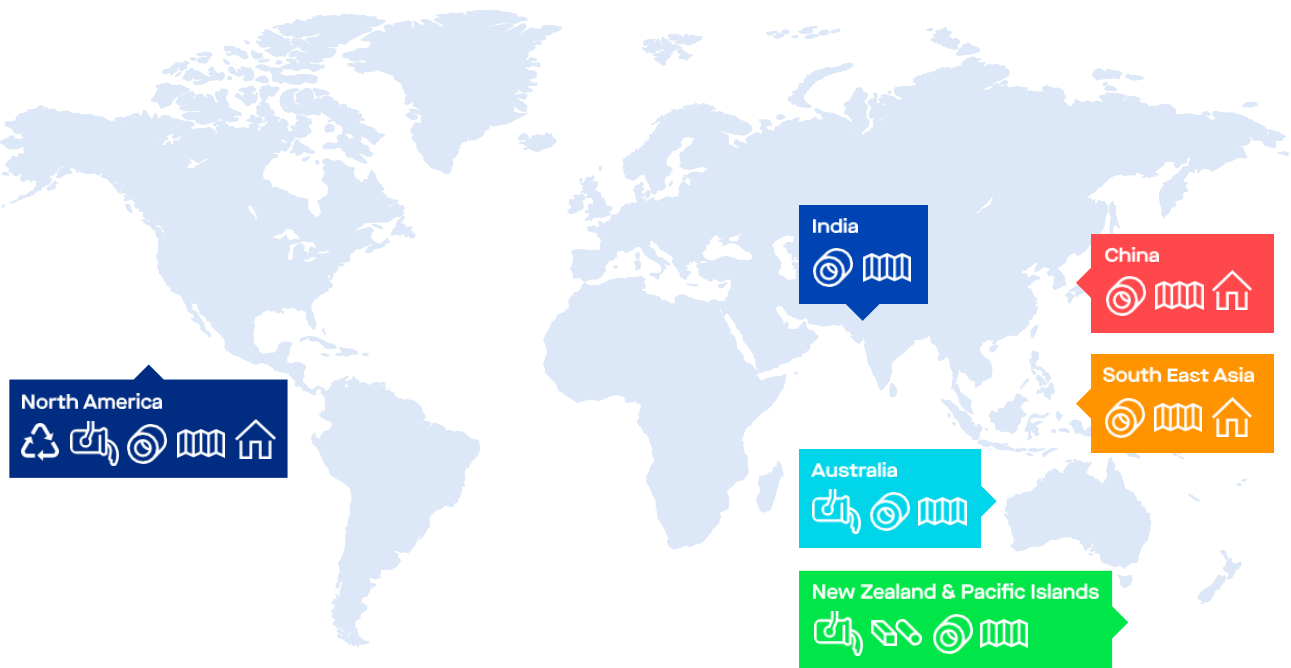 India
China
South East Asia
North America
Australia
New Zealand & Pacific Islands